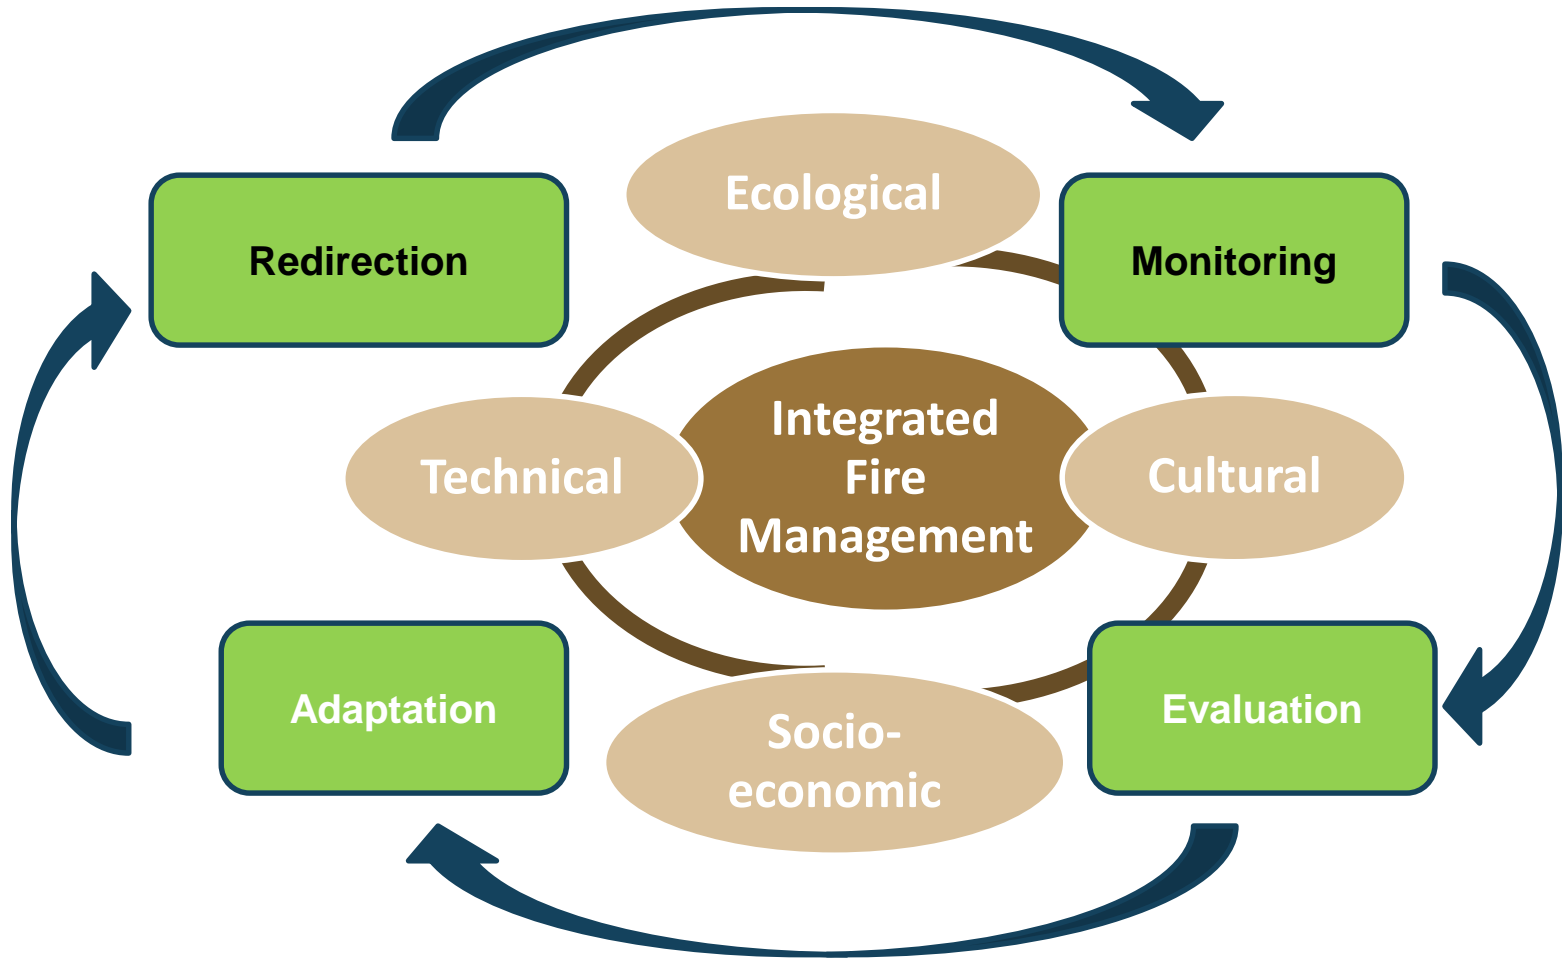 Ecological
Redirection
Monitoring
Integrated
Fire
Management
Technical
Cultural
Adaptation
Evaluation
Socio-
economic